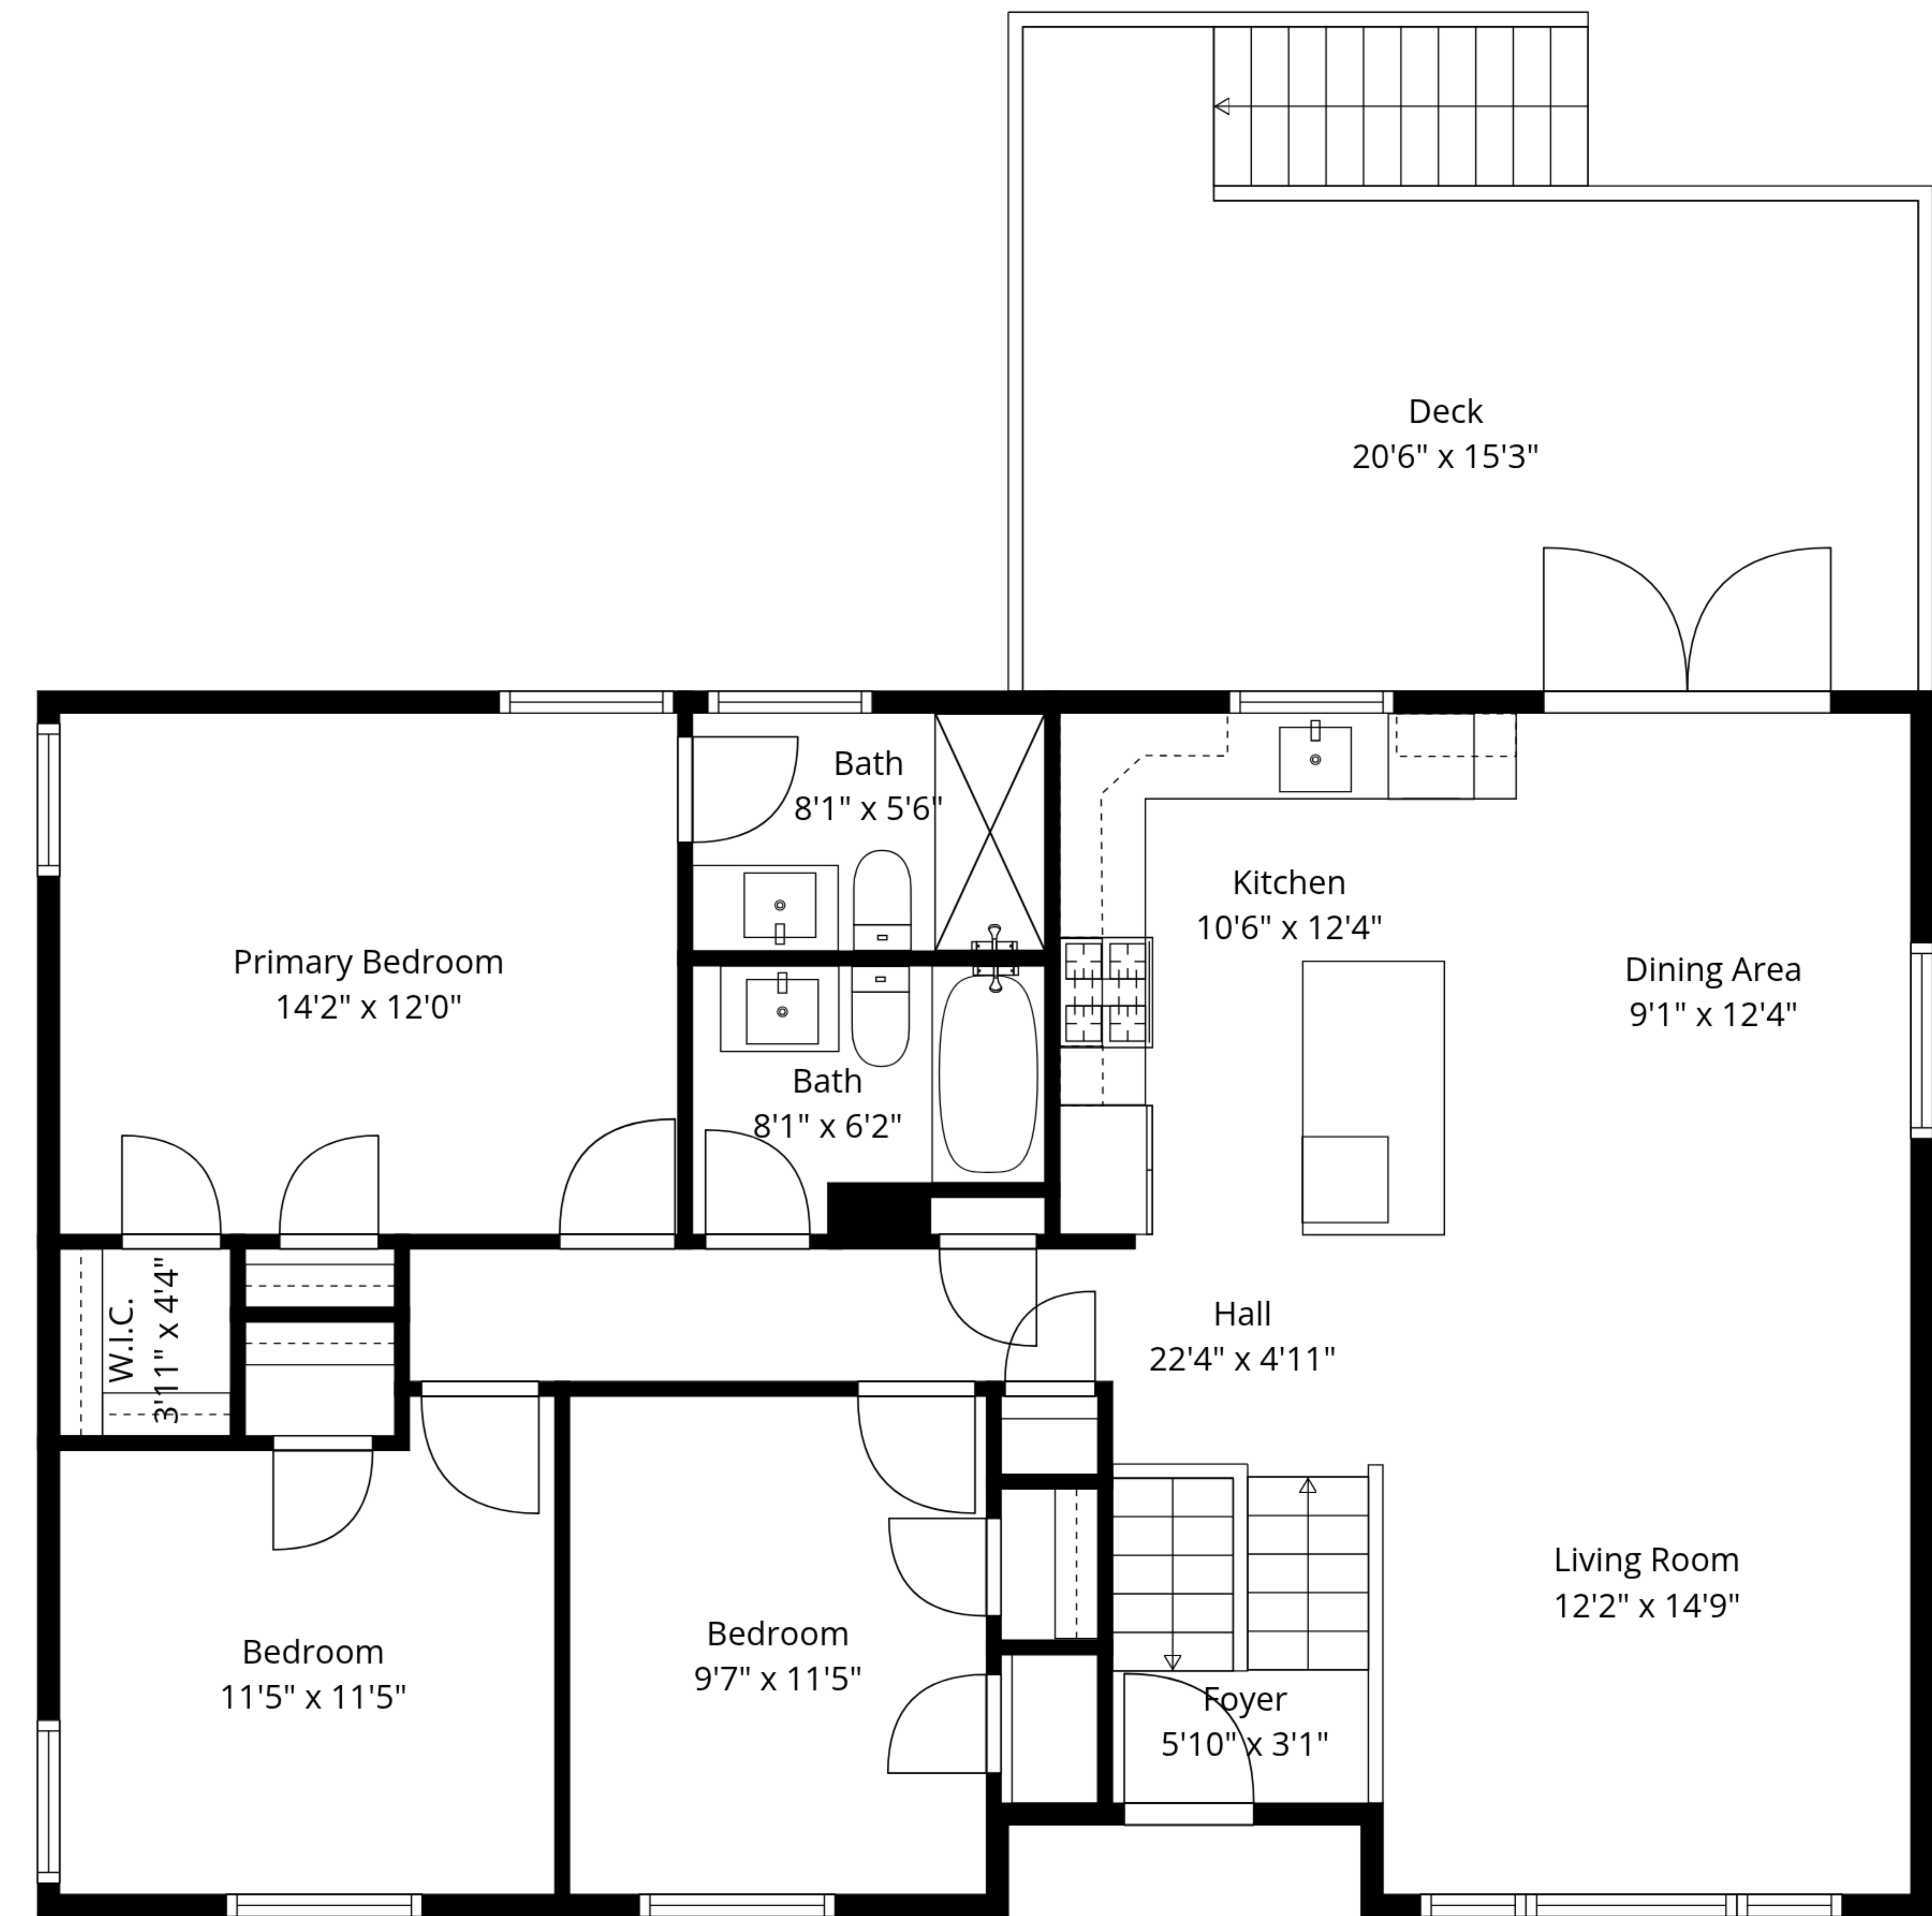 Deck
20'6" x 15'3"
Bath
8'1" x 5'6"
Kitchen
10'6" x 12'4"
Primary Bedroom
14'2" x 12'0"
Dining Area
9'1" x 12'4"
Bath
8'1" x 6'2"
W.I.C.
3'11" x 4'4"
Hall
22'4" x 4'11"
Living Room
12'2" x 14'9"
Bedroom
11'5" x 11'5"
Bedroom
9'7" x 11'5"
Foyer
5'10" x 3'1"